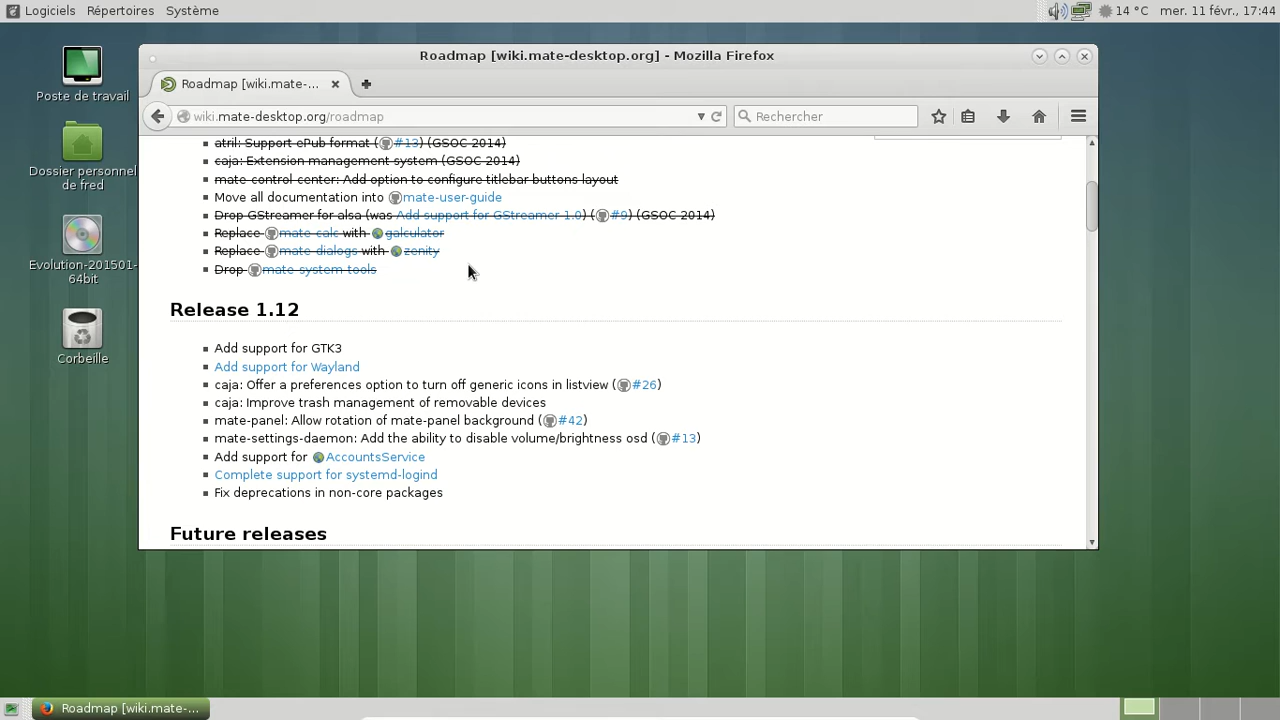 Logiciels Répertoires Système 14 °C mer. 11 févr., 17:44
Roadmap [wiki.mate-desktop.org] - Mozilla Firefox
Roadmap [wiki.mate-...
wiki.mate-desktop.org/roadmap Rechercher
Poste de travail
Dossier personnel
de fred
Evolution-201501-
64bit
Corbeille
atril: Support ePub format (#13) (GSOC 2014)
caja: Extension management system (GSOC 2014)
mate-control-center: Add option to configure titlebar buttons layout
Move all documentation into mate-user-guide
Drop GStreamer for alsa (was Add support for GStreamer 1.0) (#9) (GSOC 2014)
Replace mate-calc with galculator
Replace mate-dialogs with zenity
Drop mate-system-tools
Release 1.12
Add support for GTK3
Add support for Wayland
caja: Offer a preferences option to turn off generic icons in listview (#26)
caja: Improve trash management of removable devices
mate-panel: Allow rotation of mate-panel background (#42)
mate-settings-daemon: Add the ability to disable volume/brightness osd (#13)
Add support for AccountsService
Complete support for systemd-logind
Fix deprecations in non-core packages
Future releases
Roadmap [wiki.mate-...